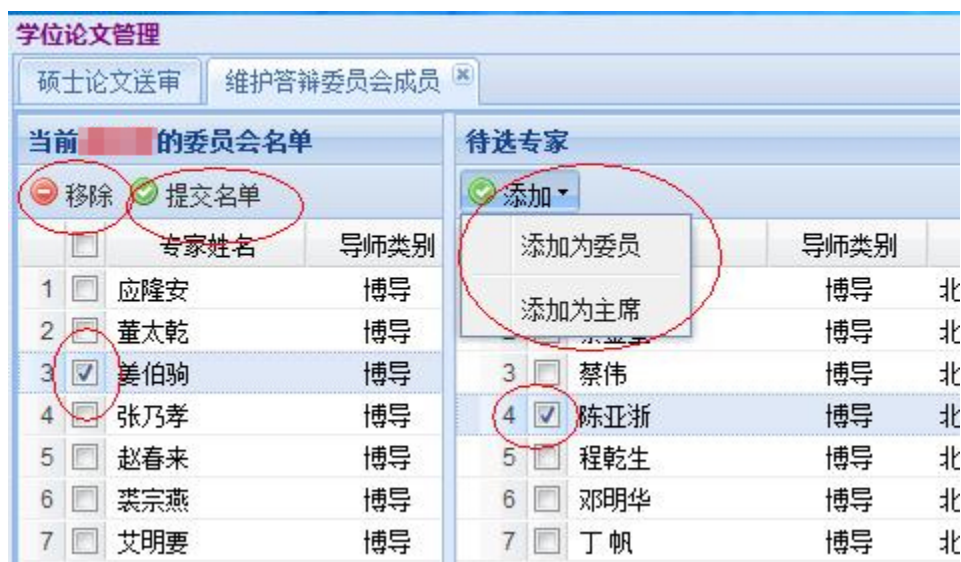 学位论文管理
硕士论文送审 维护答辩委员会成员
当前 的委员会名单
移除 提交名单
专家姓名 导师类别
1 应隆安 博导
2 董太乾 博导
3 姜伯驹 博导
4 张乃孝 博导
5 赵春来 博导
6 裘宗燕 博导
7 艾明要 博导
待选专家
添加
添加为委员
添加为主席
导师类别
博导 北
博导 北
3 蔡伟 博导 北
4 陈亚浙 博导 北
5 程乾生 博导 北
6 邓明华 博导 北
7 丁帆 博导 北